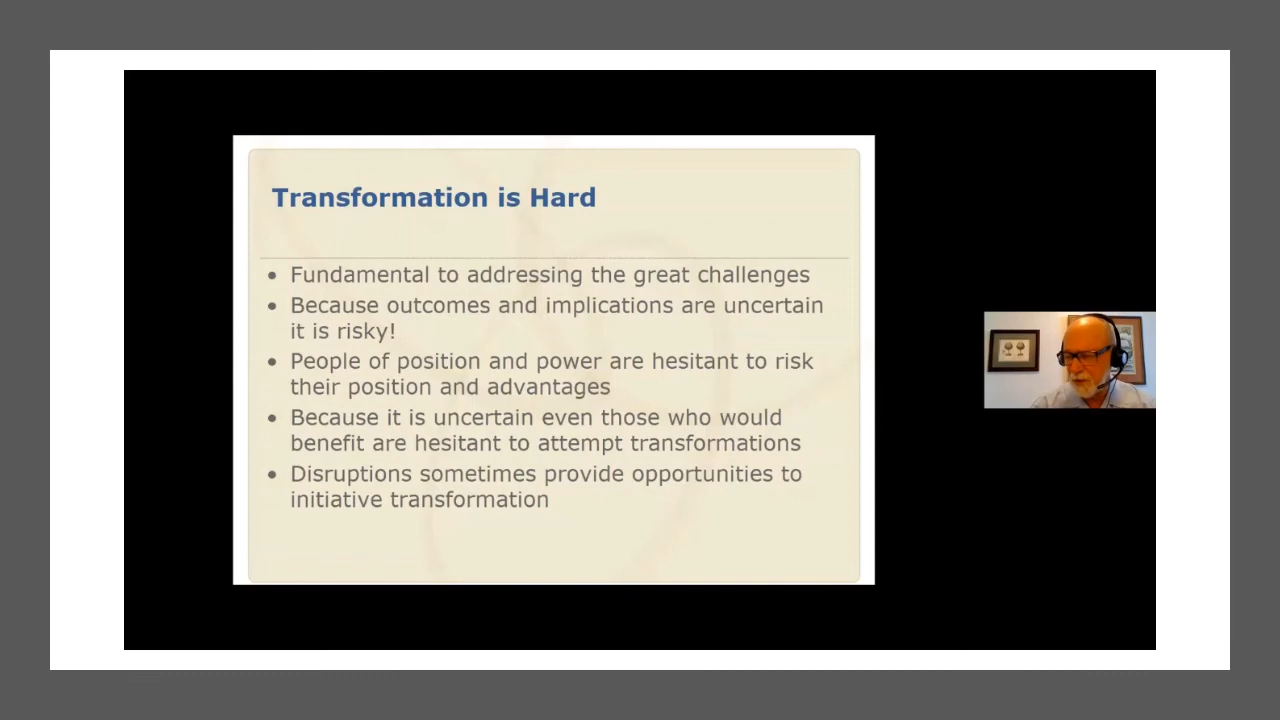 Transformation is Hard
• Fundamental to addressing the great challenges
• Because outcomes and implications are uncertain
it is risky!
• People of position and power are hesitant to risk
their position and advantages
• Because it is uncertain even those who would
benefit are hesitant to attempt transformations
• Disruptions sometimes provide opportunities to
initiative transformation